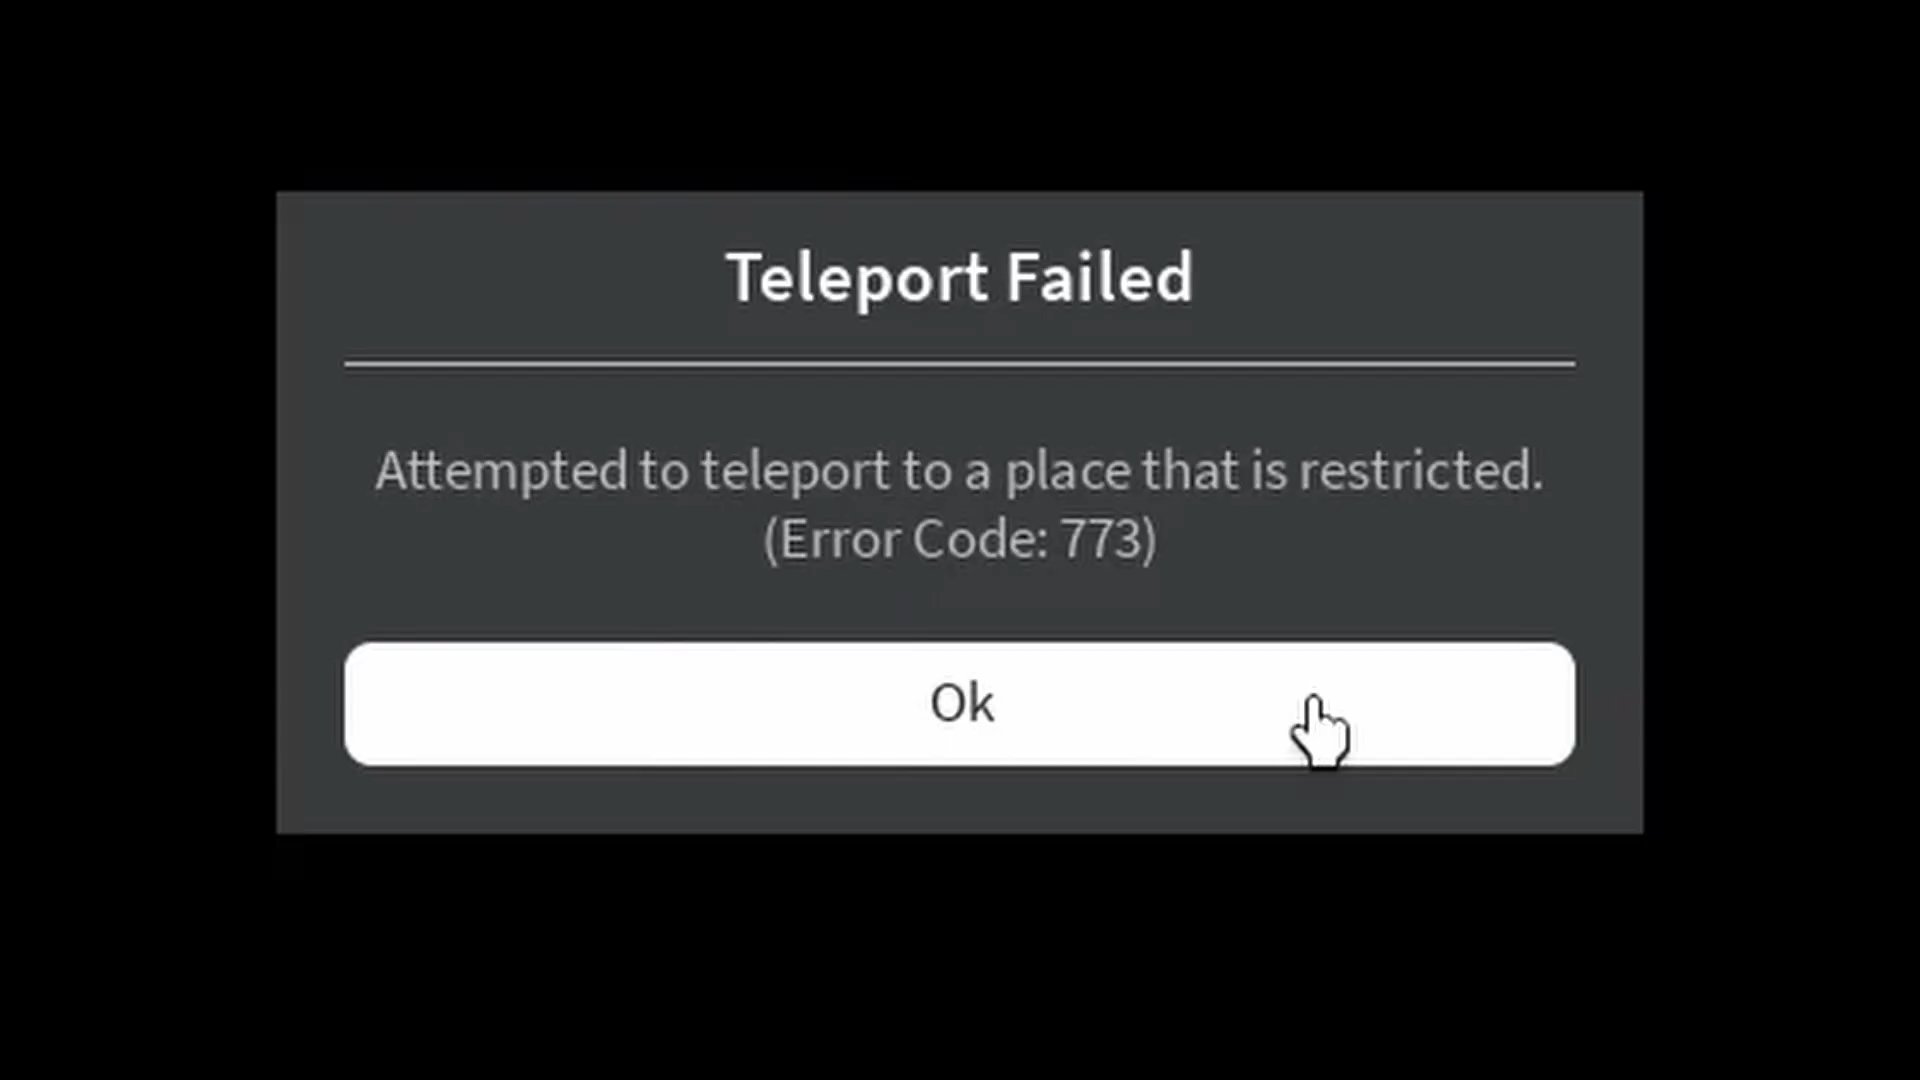 Teleport Failed
Attempted to teleport to a place that is restricted.
(Error Code: 773)
Ok